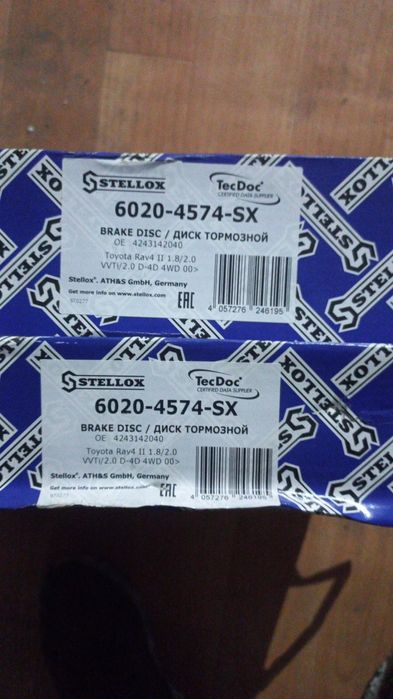 STELLOX
TecDoc
CERTIFIED DATA SUPPLIER
6020-4574-SX
BRAKE DISC / ДИСК ТОРМОЗНОЙ
OE 4243142040
Toyota Rav4 II 1.8/2.0
VVTi/2.0 D-4D 4WD 00>
Stellox®, ATH&S GmbH, Germany
Get more info on www.stellox.com
EAC
4 057276 246195
STELLOX
TecDoc
CERTIFIED DATA SUPPLIER
6020-4574-SX
BRAKE DISC / ДИСК ТОРМОЗНОЙ
OE 4243142040
Toyota Rav4 II 1.8/2.0
VVTi/2.0 D-4D 4WD 00>
Stellox®, ATH&S GmbH, Germany
Get more info on www.stellox.com
EAC
4 057276 246195